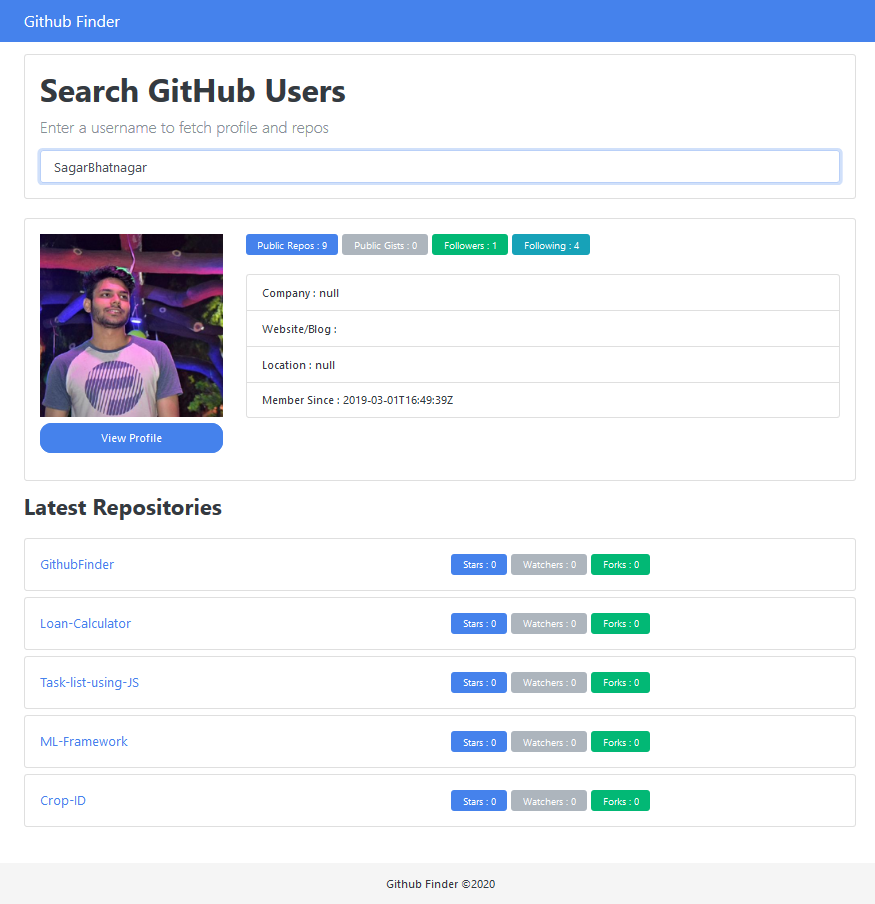 Github Finder
Search GitHub Users
Enter a username to fetch profile and repos
SagarBhatnagar
Public Repos : 9 Public Gists : 0 Followers : 1 Following : 4
Company : null
Website/Blog :
Location : null
Member Since : 2019-03-01T16:49:39Z
View Profile
Latest Repositories
GithubFinder Stars : 0 Watchers : 0 Forks : 0
Loan-Calculator Stars : 0 Watchers : 0 Forks : 0
Task-list-using-JS Stars : 0 Watchers : 0 Forks : 0
ML-Framework Stars : 0 Watchers : 0 Forks : 0
Crop-ID Stars : 0 Watchers : 0 Forks : 0
Github Finder ©2020